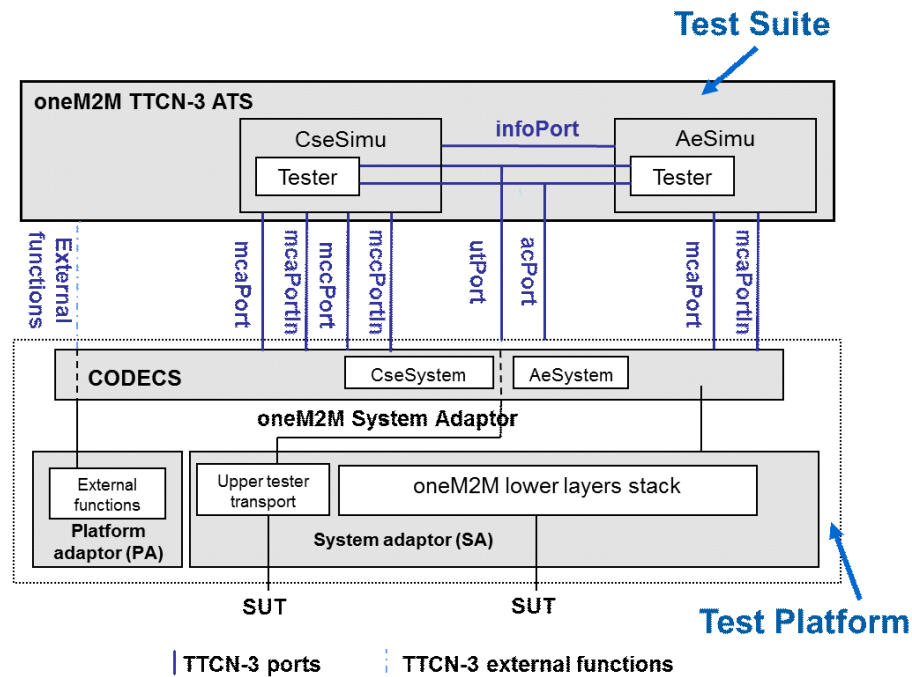 Test Suite
oneM2M TTCN-3 ATS
CseSimu
infoPort
AeSimu
Tester
Tester
External
functions
mcaPort
mcaPortIn
mccPort
mccPortIn
utPort
acPort
mcaPort
mcaPortIn
CODECS
CseSystem
AeSystem
oneM2M System Adaptor
External
functions
Platform
adaptor (PA)
Upper tester
transport
oneM2M lower layers stack
System adaptor (SA)
SUT
SUT
Test Platform
TTCN-3 ports
TTCN-3 external functions